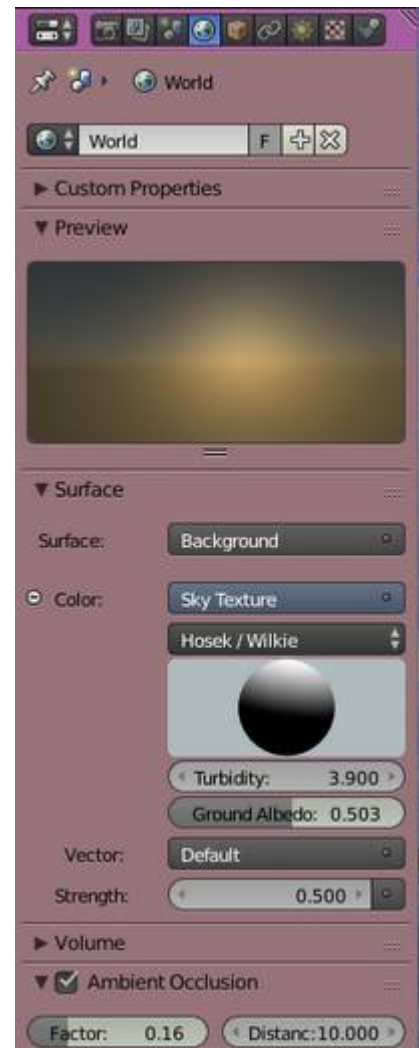 World
World F
Custom Properties
Preview
Surface
Surface: Background
Color: Sky Texture
Hosek / Wilkie
Turbidity: 3.900
Ground Albedo: 0.503
Vector: Default
Strength: 0.500
Volume
Ambient Occlusion
Factor: 0.16 Distanc: 10.000